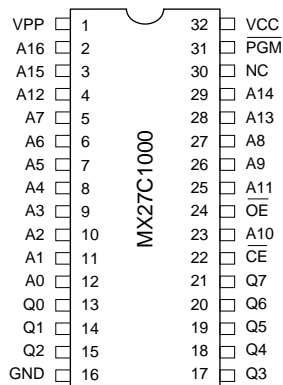 VPP 1 32 VCC
A16 2 31 PGM
A15 3 30 NC
A12 4 29 A14
A7 5 28 A13
A6 6 27 A8
A5 7 26 A9
A4 8 25 A11
A3 9 24 OE
A2 10 23 A10
A1 11 22 CE
A0 12 21 Q7
Q0 13 20 Q6
Q1 14 19 Q5
Q2 15 18 Q4
GND 16 17 Q3
MX27C1000